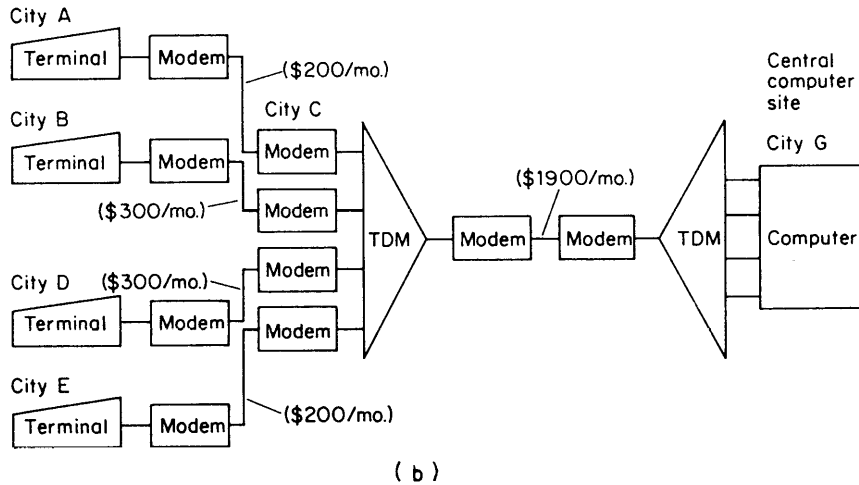 City A
Terminal
Modem
($200/mo.)
City B
Terminal
Modem
($300/mo.)
City C
Modem
Modem
Modem
Modem
City D
($300/mo.)
Terminal
Modem
City E
Terminal
Modem
($200/mo.)
TDM
Modem
($1900/mo.)
Modem
TDM
Central
computer
site
City G
Computer
(b)